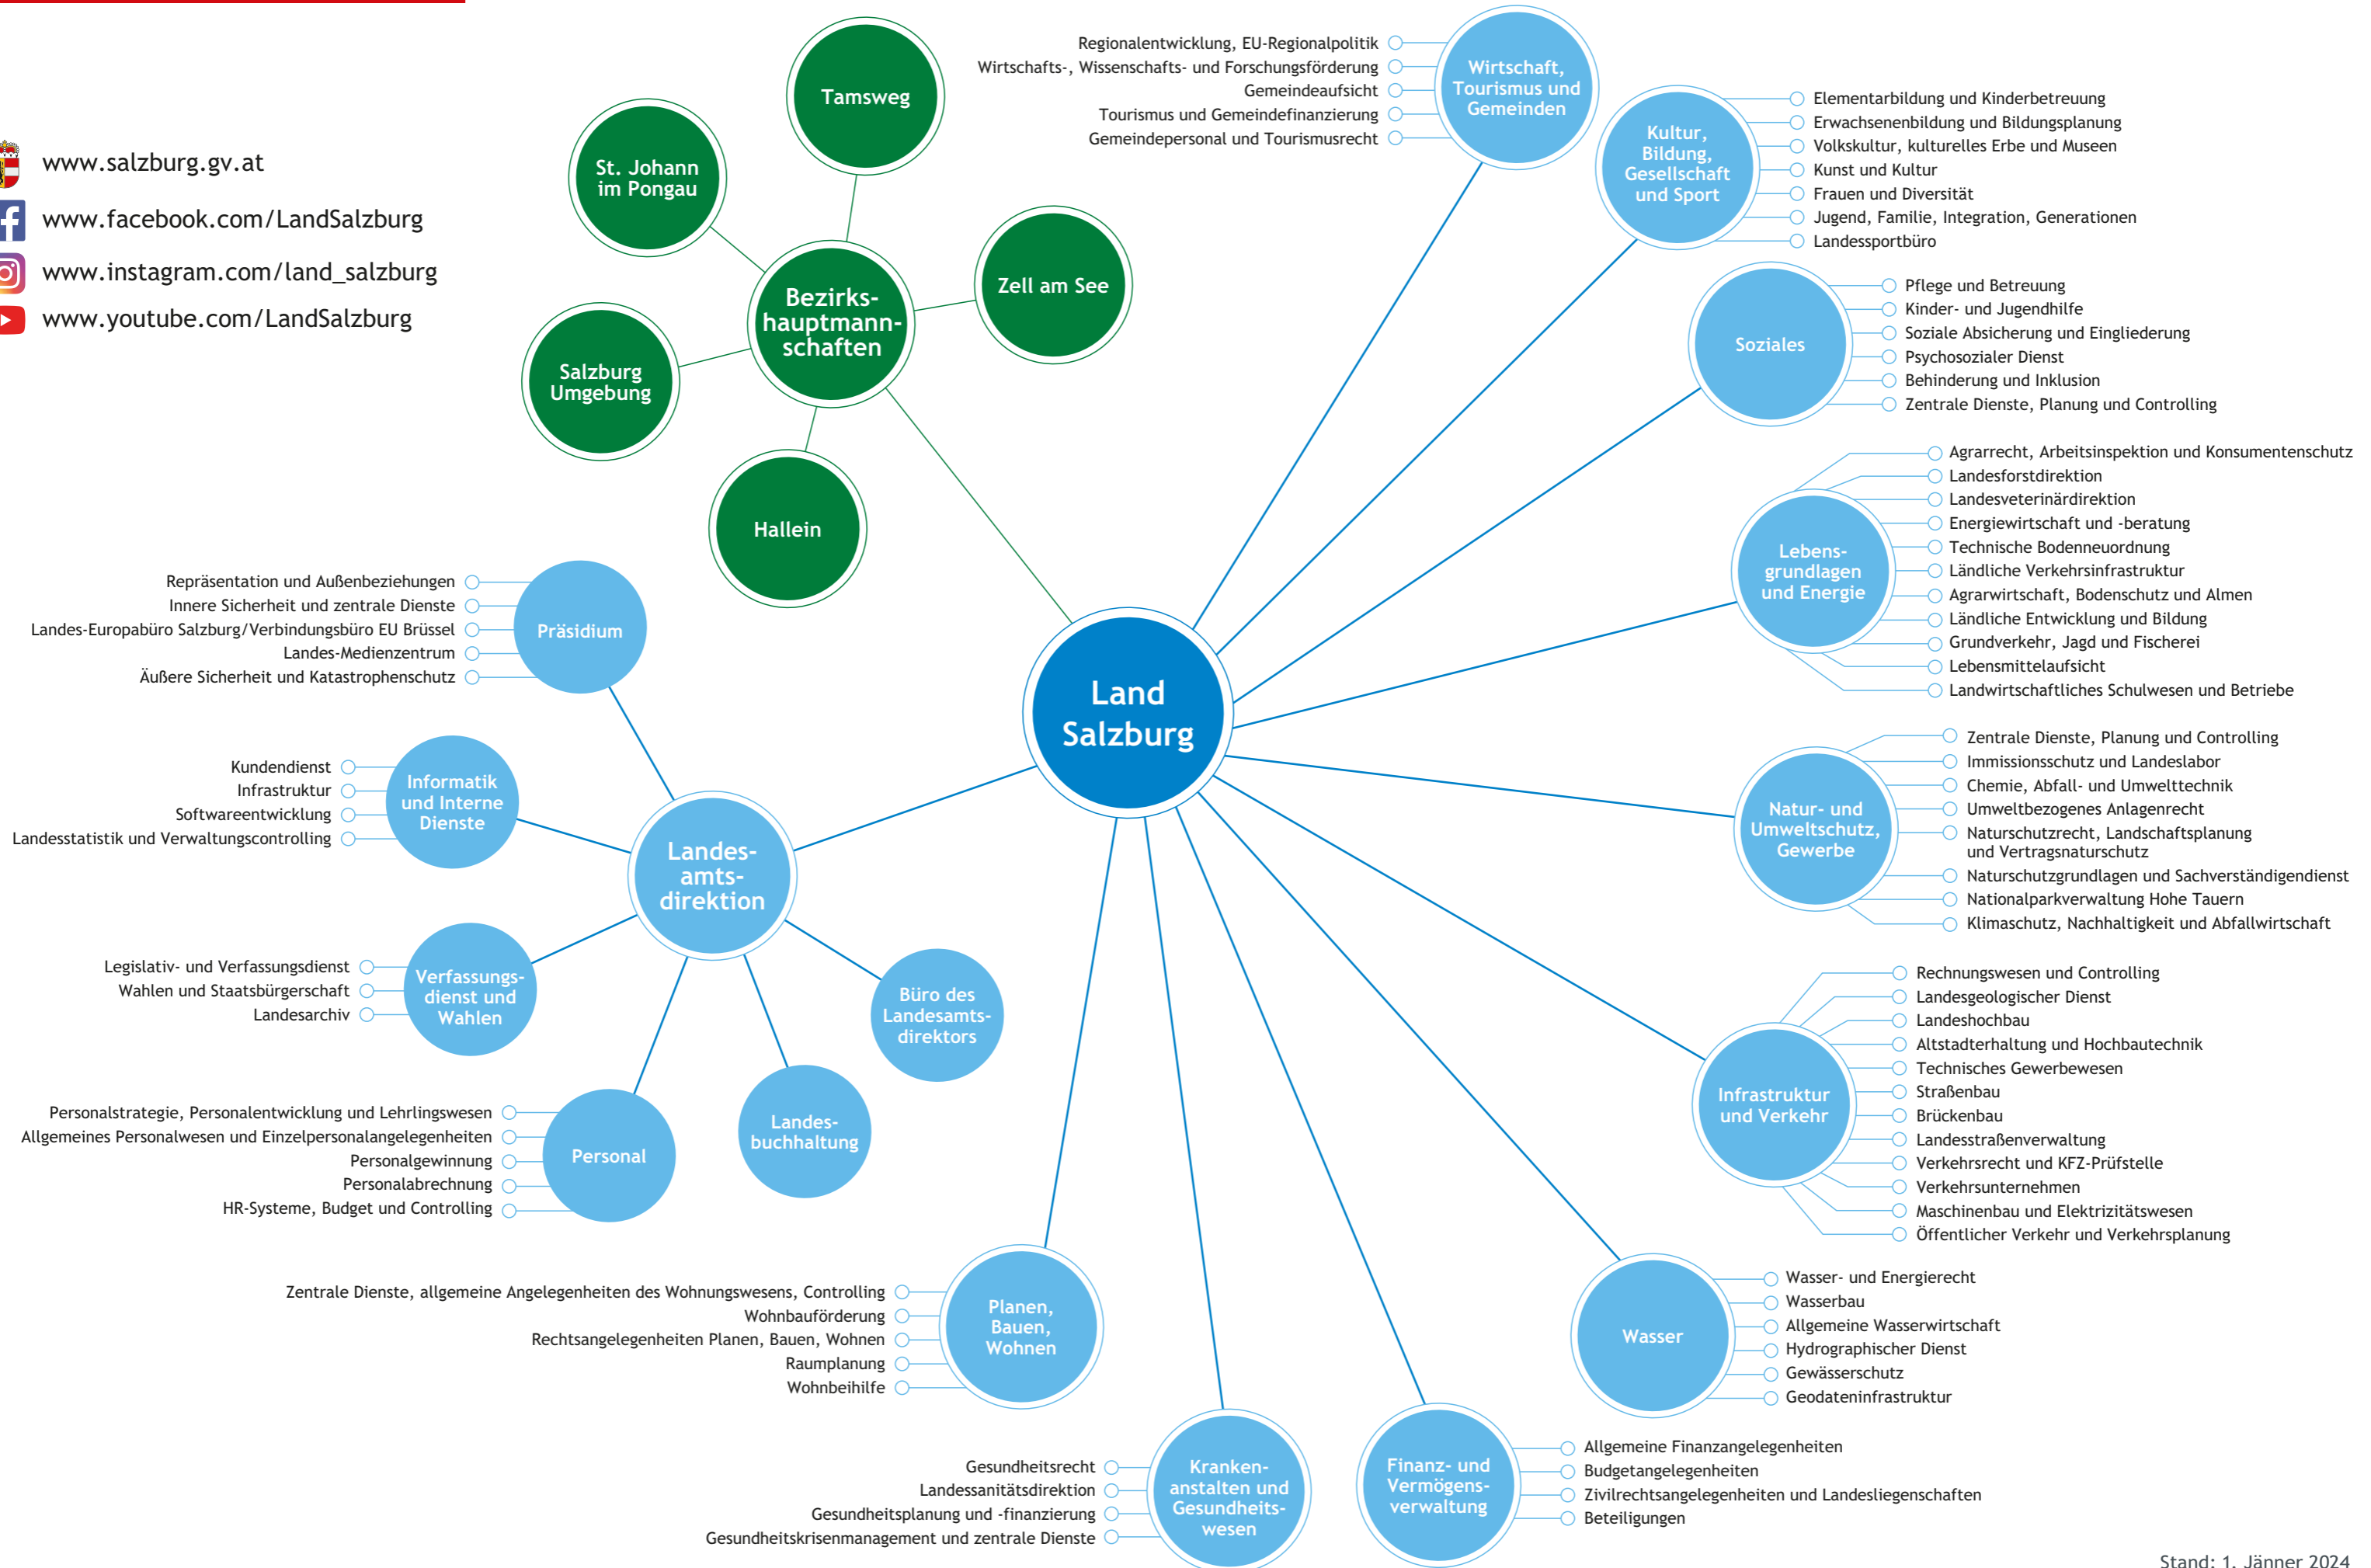 www.salzburg.gv.at
www.facebook.com/LandSalzburg
www.instagram.com/land_salzburg
www.youtube.com/LandSalzburg
Tamsweg
St. Johann
im Pongau
Zell am See
Bezirks-
hauptmann-
schaften
Salzburg
Umgebung
Hallein
Land
Salzburg
Regionalentwicklung, EU-Regionalpolitik
Wirtschafts-, Wissenschafts- und Forschungsförderung
Gemeindeaufsicht
Tourismus und Gemeindefinanzierung
Gemeindepersonal und Tourismusrecht
Wirtschaft,
Tourismus und
Gemeinden
Kultur,
Bildung,
Gesellschaft
und Sport
Elementarbildung und Kinderbetreuung
Erwachsenenbildung und Bildungsplanung
Volkskultur, kulturelles Erbe und Museen
Kunst und Kultur
Frauen und Diversität
Jugend, Familie, Integration, Generationen
Landessportbüro
Soziales
Pflege und Betreuung
Kinder- und Jugendhilfe
Soziale Absicherung und Eingliederung
Psychosozialer Dienst
Behinderung und Inklusion
Zentrale Dienste, Planung und Controlling
Lebens-
grundlagen
und Energie
Agrarrecht, Arbeitsinspektion und Konsumentenschutz
Landesforstdirektion
Landesveterinärdirektion
Energiewirtschaft und -beratung
Technische Bodenneuordnung
Ländliche Verkehrsinfrastruktur
Agrarwirtschaft, Bodenschutz und Almen
Ländliche Entwicklung und Bildung
Grundverkehr, Jagd und Fischerei
Lebensmittelaufsicht
Landwirtschaftliches Schulwesen und Betriebe
Natur- und
Umweltschutz,
Gewerbe
Zentrale Dienste, Planung und Controlling
Immissionsschutz und Landeslabor
Chemie, Abfall- und Umwelttechnik
Umweltbezogenes Anlagenrecht
Naturschutzrecht, Landschaftsplanung
und Vertragsnaturschutz
Naturschutzgrundlagen und Sachverständigendienst
Nationalparkverwaltung Hohe Tauern
Klimaschutz, Nachhaltigkeit und Abfallwirtschaft
Infrastruktur
und Verkehr
Rechnungswesen und Controlling
Landesgeologischer Dienst
Landeshochbau
Altstadterhaltung und Hochbautechnik
Technisches Gewerbewesen
Straßenbau
Brückenbau
Landesstraßenverwaltung
Verkehrsrecht und KFZ-Prüfstelle
Verkehrsunternehmen
Maschinenbau und Elektrizitätswesen
Öffentlicher Verkehr und Verkehrsplanung
Wasser
Wasser- und Energierecht
Wasserbau
Allgemeine Wasserwirtschaft
Hydrographischer Dienst
Gewässerschutz
Geodateninfrastruktur
Finanz- und
Vermögens-
verwaltung
Allgemeine Finanzangelegenheiten
Budgetangelegenheiten
Zivilrechtsangelegenheiten und Landesliegenschaften
Beteiligungen
Gesundheitsrecht
Landessanitätsdirektion
Gesundheitsplanung und -finanzierung
Gesundheitskrisenmanagement und zentrale Dienste
Kranken-
anstalten und
Gesundheits-
wesen
Zentrale Dienste, allgemeine Angelegenheiten des Wohnungswesens, Controlling
Wohnbauförderung
Rechtsangelegenheiten Planen, Bauen, Wohnen
Raumplanung
Wohnbeihilfe
Planen,
Bauen,
Wohnen
Landes-
amts-
direktion
Repräsentation und Außenbeziehungen
Innere Sicherheit und zentrale Dienste
Landes-Europabüro Salzburg/Verbindungsbüro EU Brüssel
Landes-Medienzentrum
Äußere Sicherheit und Katastrophenschutz
Präsidium
Kundendienst
Infrastruktur
Softwareentwicklung
Landesstatistik und Verwaltungscontrolling
Informatik
und Interne
Dienste
Legislativ- und Verfassungsdienst
Wahlen und Staatsbürgerschaft
Landesarchiv
Verfassungs-
dienst und
Wahlen
Personalstrategie, Personalentwicklung und Lehrlingswesen
Allgemeines Personalwesen und Einzelpersonalangelegenheiten
Personalgewinnung
Personalabrechnung
HR-Systeme, Budget und Controlling
Personal
Landes-
buchhaltung
Büro des
Landesamts-
direktors
Stand: 1. Jänner 2024